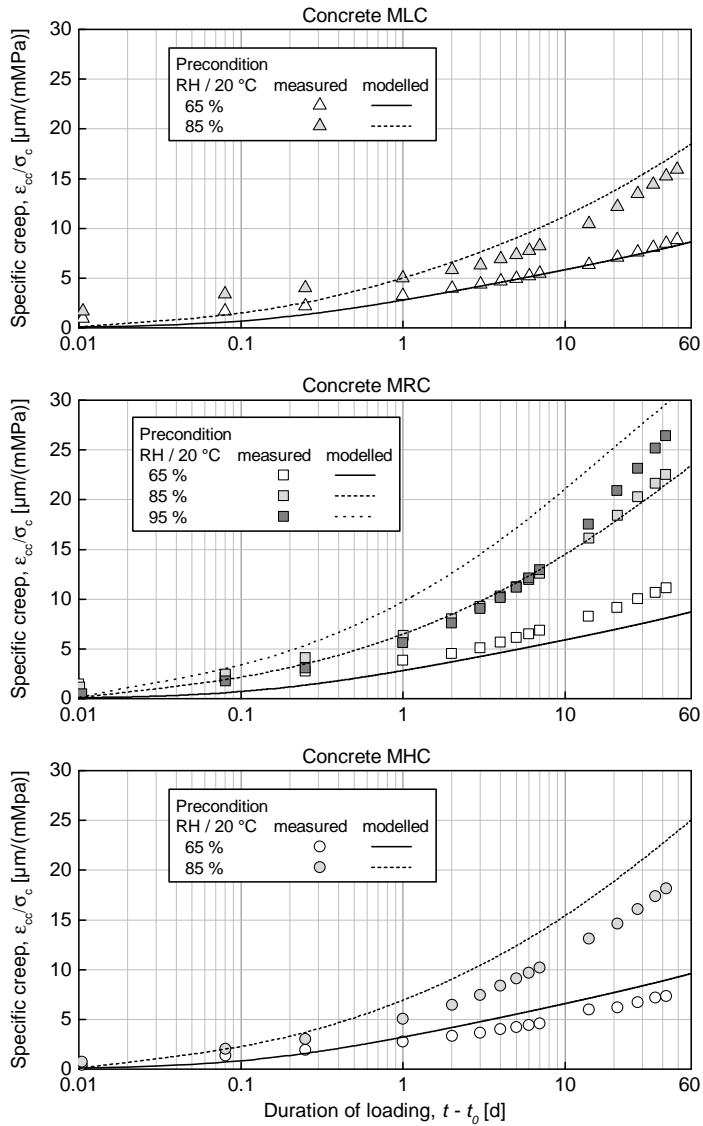 Concrete MLC
30
25
20
15
10
5
0
Specific creep, ε_cc/σ_c [µm/(mMPa)]
Precondition
RH / 20 °C measured modelled
65 %
85 %
0.01 0.1 1 10 60
Concrete MRC
30
25
20
15
10
5
0
Specific creep, ε_cc/σ_c [µm/(mMPa)]
Precondition
RH / 20 °C measured modelled
65 %
85 %
95 %
0.01 0.1 1 10 60
Concrete MHC
30
25
20
15
10
5
0
Specific creep, ε_cc/σ_c [µm/(mMpa)]
Precondition
RH / 20 °C measured modelled
65 %
85 %
0.01 0.1 1 10 60
Duration of loading, t - t_0 [d]